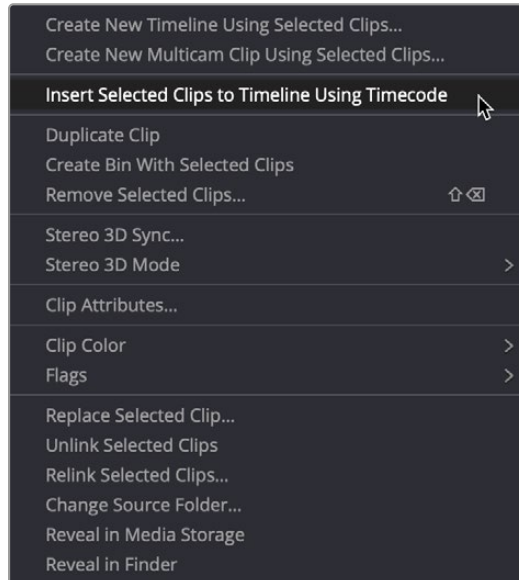 Create New Timeline Using Selected Clips...
Create New Multicam Clip Using Selected Clips...
Insert Selected Clips to Timeline Using Timecode
Duplicate Clip
Create Bin With Selected Clips
Remove Selected Clips... ⇧⌫
Stereo 3D Sync...
Stereo 3D Mode
Clip Attributes...
Clip Color
Flags
Replace Selected Clip...
Unlink Selected Clips
Relink Selected Clips...
Change Source Folder...
Reveal in Media Storage
Reveal in Finder